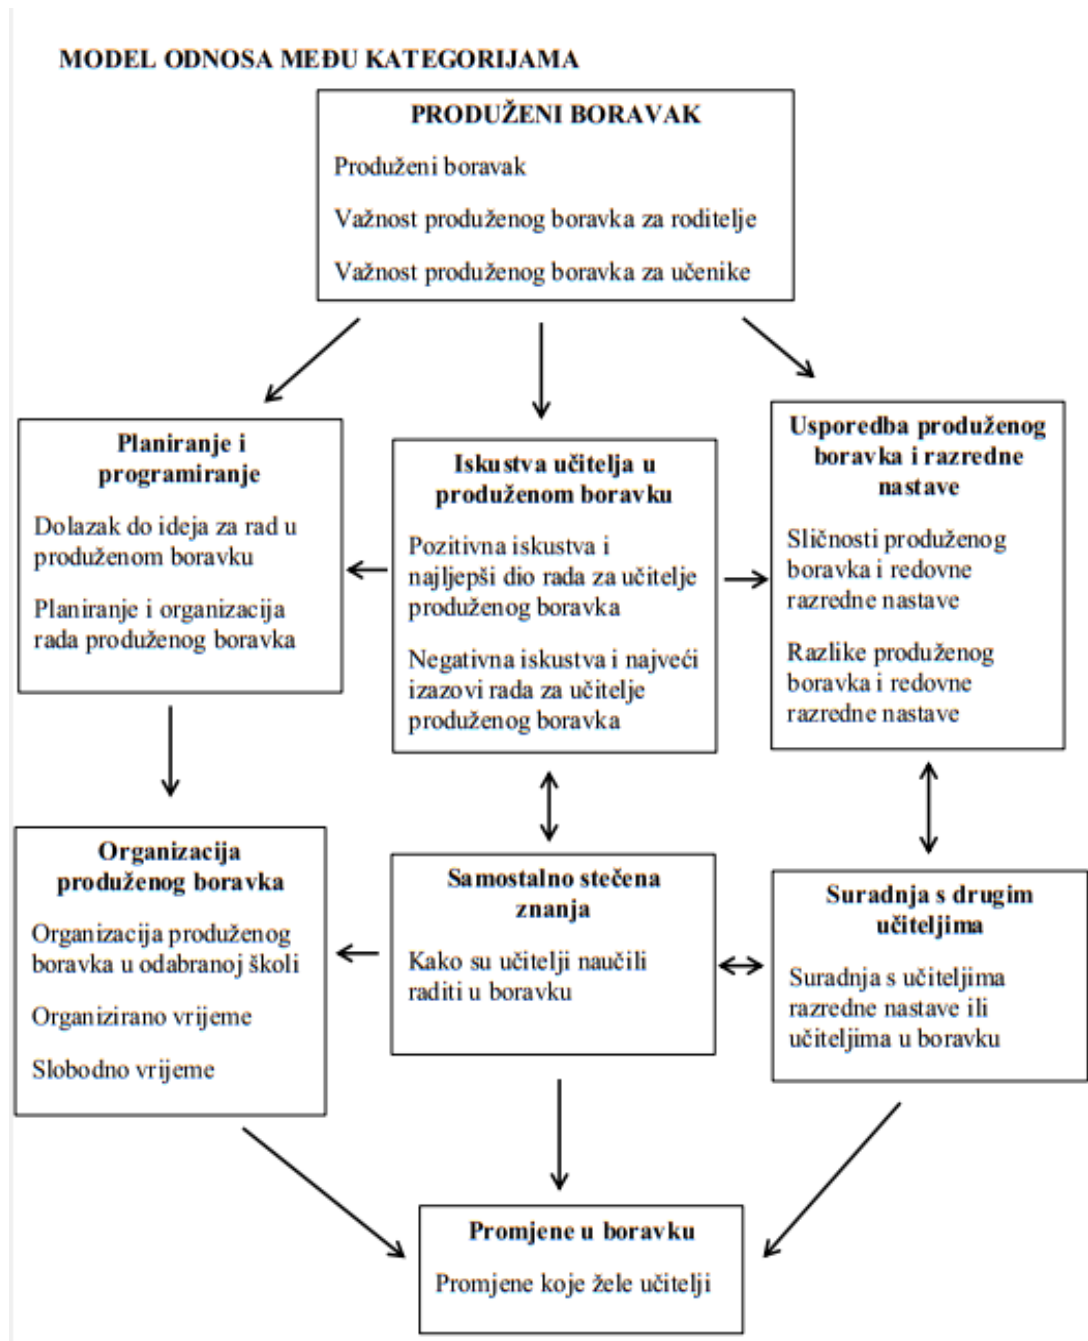 MODEL ODNOSA MEĐU KATEGORIJAMA
PRODUŽENI BORAVAK
Produženi boravak
Važnost produženog boravka za roditelje
Važnost produženog boravka za učenike
Planiranje i
programiranje
Dolazak do ideja za rad u
produženom boravku
Planiranje i organizacija
rada produženog boravka
Iskustva učitelja u
produženom boravku
Pozitivna iskustva i
najljepši dio rada za učitelje
produženog boravka
Negativna iskustva i najveći
izazovi rada za učitelje
produženog boravka
Usporedba produženog
boravka i razredne
nastave
Sličnosti produženog
boravka i redovne
razredne nastave
Razlike produženog
boravka i redovne
razredne nastave
Organizacija
produženog boravka
Organizacija produženog
boravka u odabranoj školi
Organizirano vrijeme
Slobodno vrijeme
Samostalno stečena
znanja
Kako su učitelji naučili
raditi u boravku
Suradnja s drugim
učiteljima
Suradnja s učiteljima
razredne nastave ili
učiteljima u boravku
Promjene u boravku
Promjene koje žele učitelji